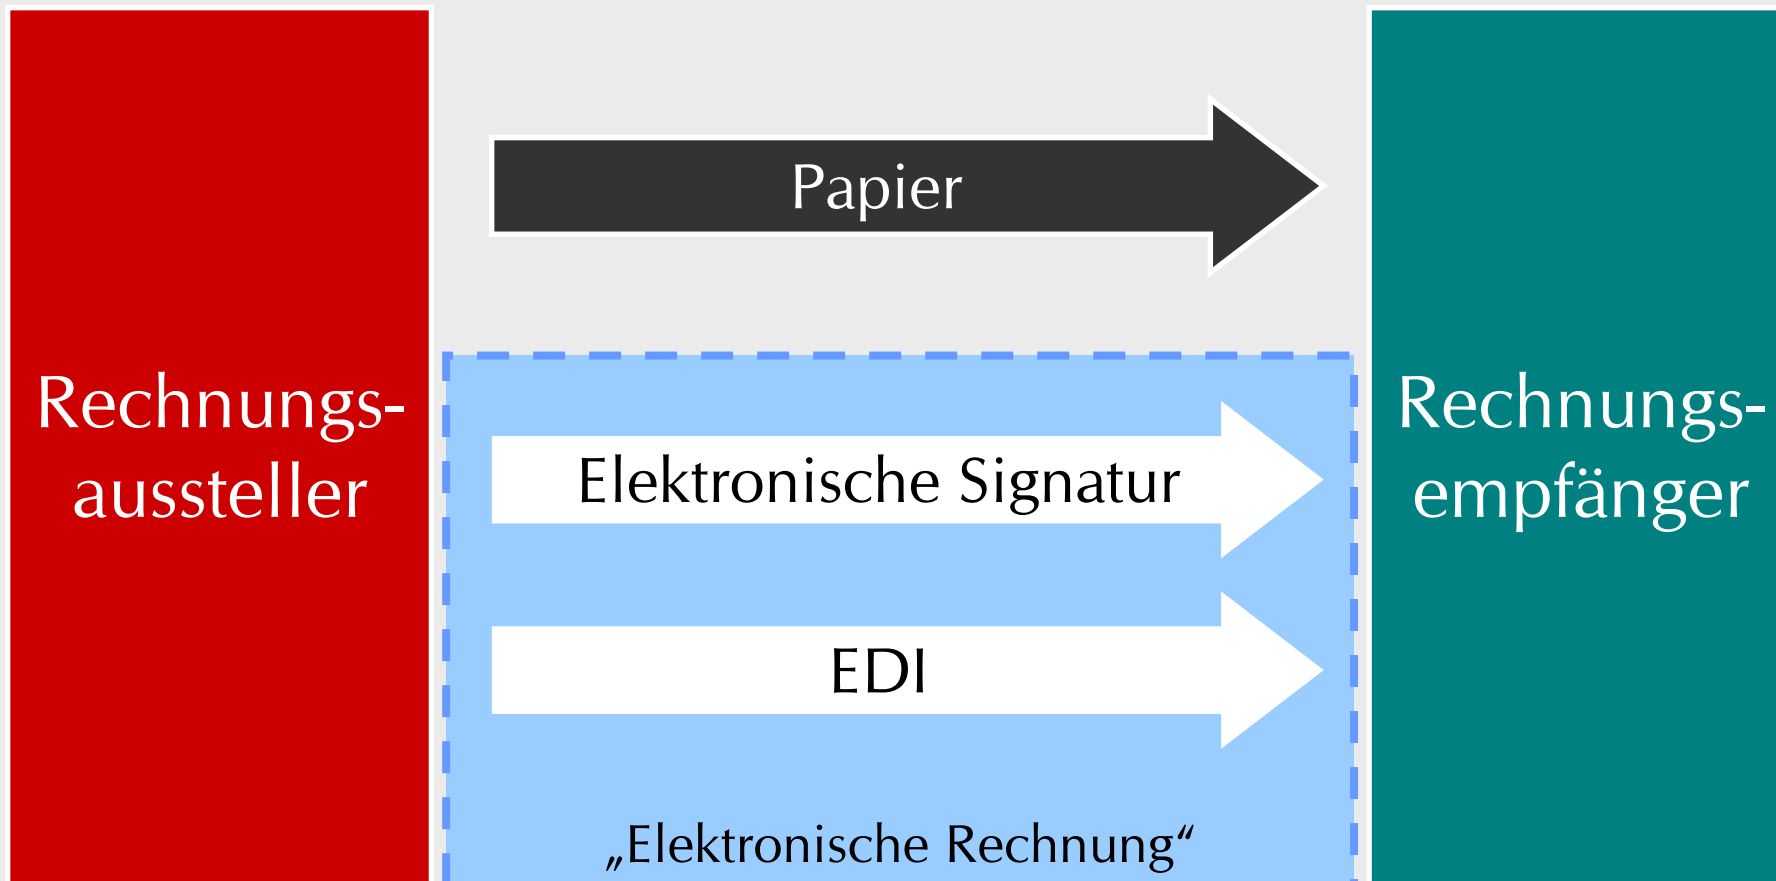 Rechnungs-
aussteller
Papier
Elektronische Signatur
EDI
„Elektronische Rechnung“
Rechnungs-
empfänger